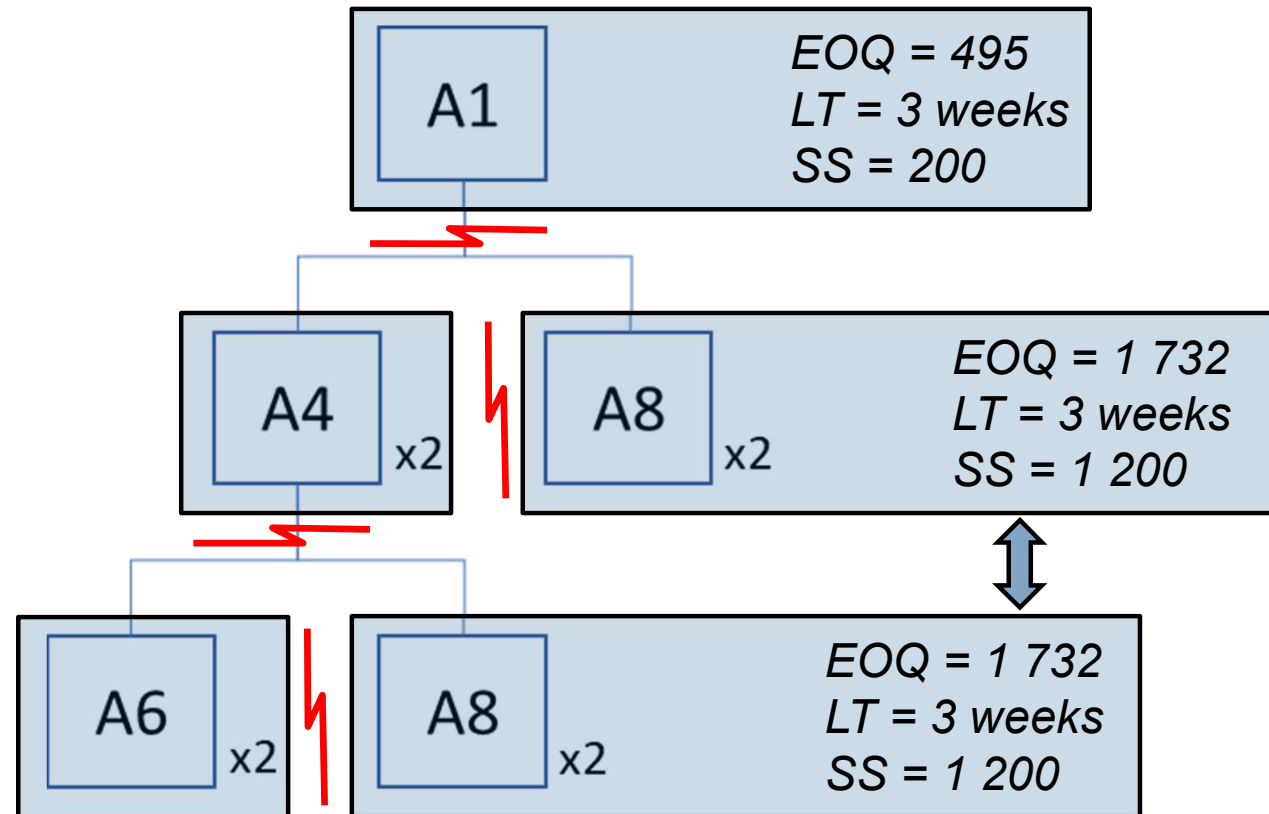 A1
EOQ = 495
LT = 3 weeks
SS = 200
A4
x2
A8
x2
EOQ = 1 732
LT = 3 weeks
SS = 1 200
A6
x2
A8
x2
EOQ = 1 732
LT = 3 weeks
SS = 1 200